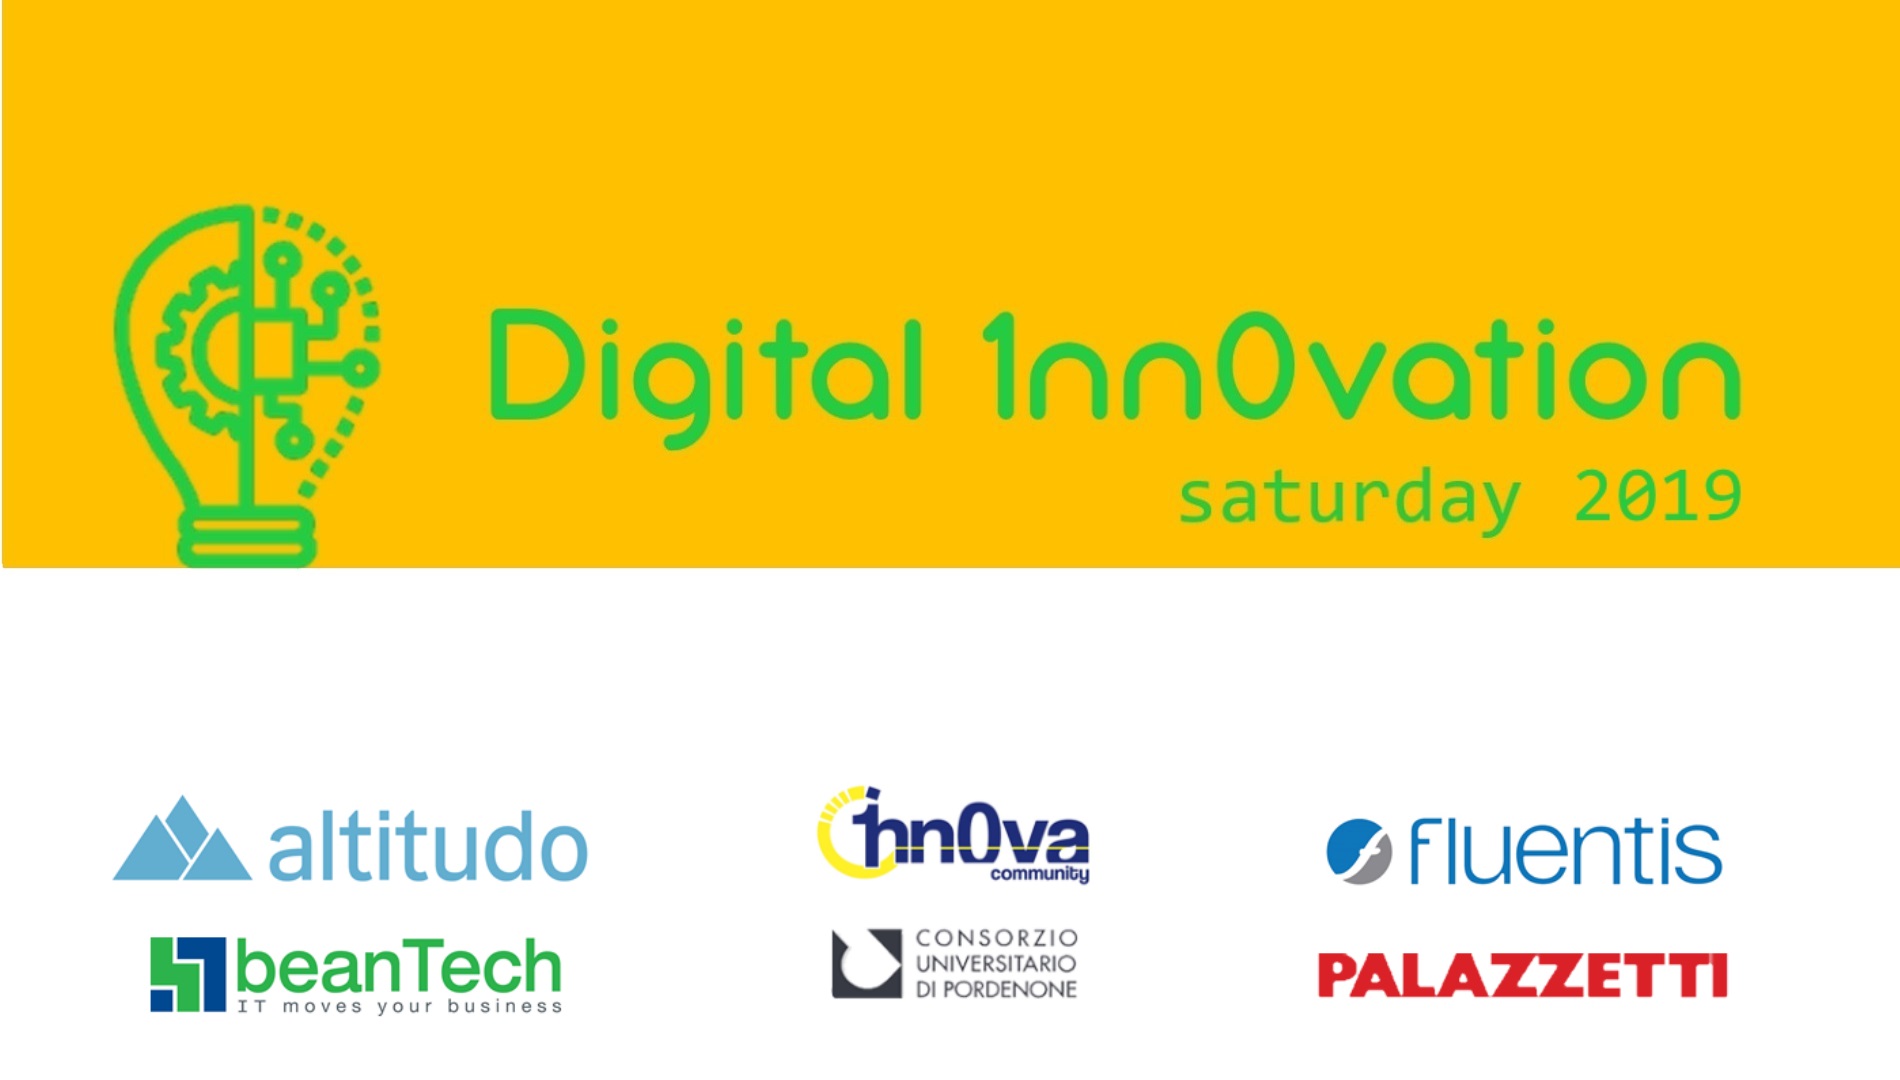 Digital 1nn0vation
saturday 2019
altitudo
1nn0va
community
fluentis
beanTech
IT moves your business
CONSORZIO
UNIVERSITARIO
DI PORDENONE
PALAZZETTI